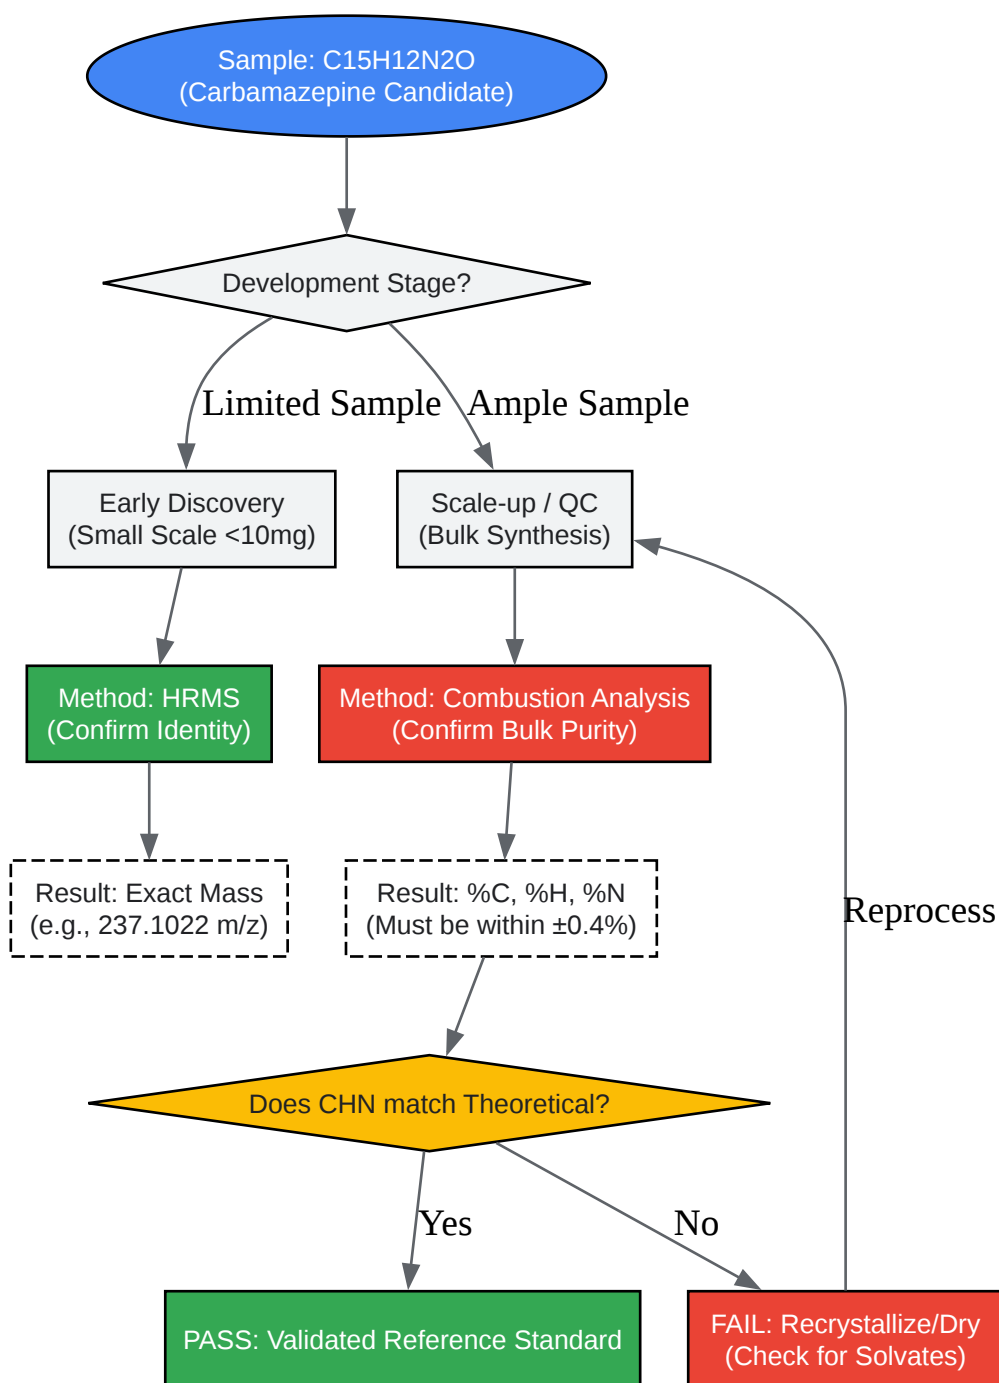 Sample: C15H12N2O
(Carbamazepine Candidate)
Development Stage?
Limited Sample
Ample Sample
Early Discovery
(Small Scale <10mg)
Scale-up / QC
(Bulk Synthesis)
Method: HRMS
(Confirm Identity)
Method: Combustion Analysis
(Confirm Bulk Purity)
Result: Exact Mass
(e.g., 237.1022 m/z)
Result: %C, %H, %N
(Must be within ±0.4%)
Reprocess
Does CHN match Theoretical?
Yes
No
PASS: Validated Reference Standard
FAIL: Recrystallize/Dry
(Check for Solvates)